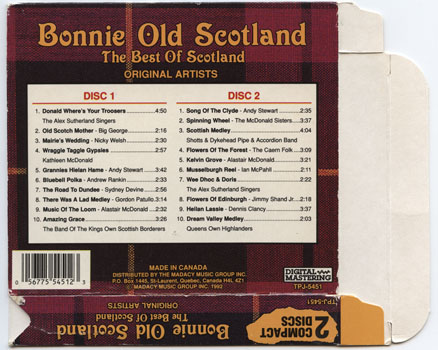 Bonnie Old Scotland
The Best Of Scotland
ORIGINAL ARTISTS
DISC 1
1. Donald Where's Your Troosers 4:50
The Alex Sutherland Singers
2. Old Scotch Mother - Big George 2:16
3. Mairie's Wedding - Nicky Welsh 2:30
4. Wraggle Taggle Gypsies 2:57
Kathleen McDonald
5. Grannies Hielan Hame - Andy Stewart 3:42
6. Bluebell Polka - Andrew Rankin 2:33
7. The Road To Dundee - Sydney Devine 2:56
8. There Was A Lad Medley - Gordon Patullo 3:14
9. Music Of The Loom - Alastair McDonald 2:32
10. Amazing Grace 3:26
The Band Of The Kings Own Scottish Borderers
DISC 2
1. Song Of The Clyde - Andy Stewart 2:35
2. Spinning Wheel - The McDonald Sisters 3:37
3. Scottish Medley 4:04
Shotts & Dykehead Pipe & Accordion Band
4. Flowers Of The Forest - The Caern Folk 3:09
5. Kelvin Grove - Alastair McDonald 3:21
6. Musselburgh Reel - Ian McPhail 2:11
7. Wee Dhoc & Doris 1:22
The Alex Sutherland Singers
8. Flowers Of Edinburgh - Jimmy Shand Jr. 2:18
9. Hellan Lassie - Dennis Clancy 3:37
10. Dream Valley Medley 2:03
Queens Own Highlanders
0 56775 54512 3
MADE IN CANADA
DISTRIBUTED BY THE MADACY MUSIC GROUP INC.
P.O. Box 1445, St-Laurent, Quebec, Canada H4L 4Z1
MADACY MUSIC GROUP INC. 1992
DIGITAL MASTERING
TPJ-5451
TPJ-5451
2 COMPACT DISCS
ORIGINAL ARTISTS
The Best Of Scotland
Bonnie Old Scotland